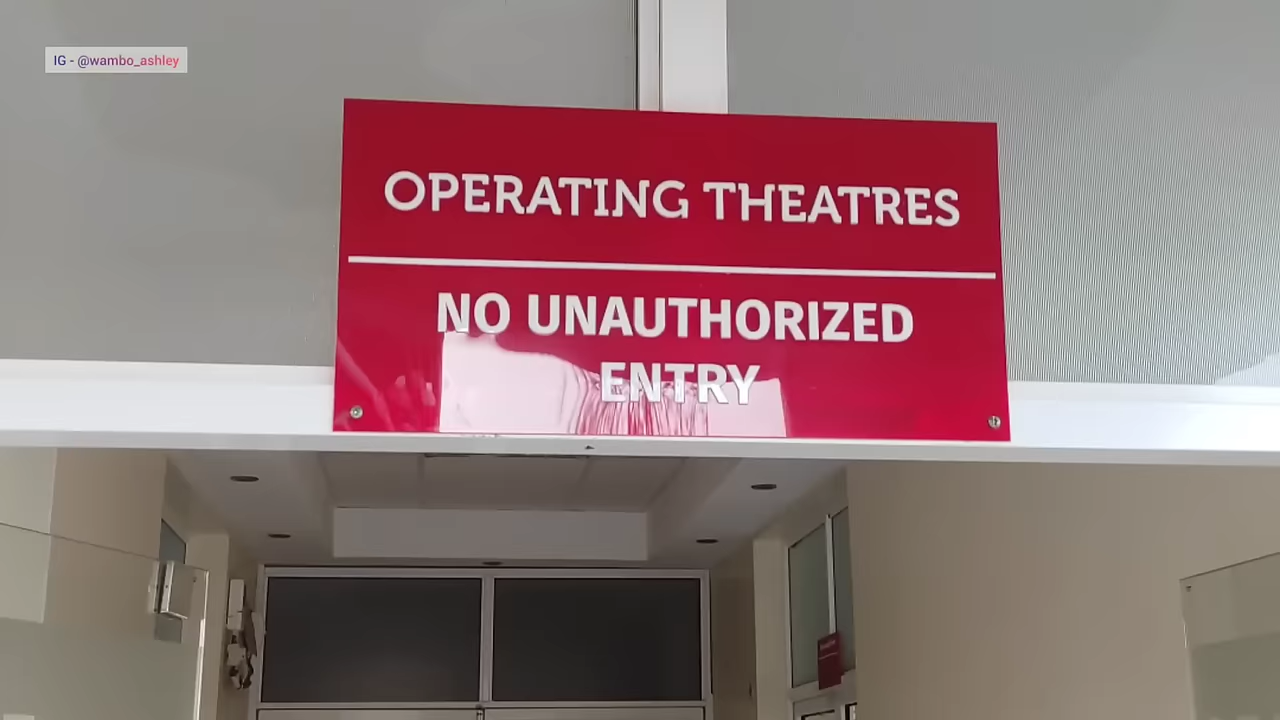 IG - @wambo_ashley
OPERATING THEATRES
NO UNAUTHORIZED
ENTRY